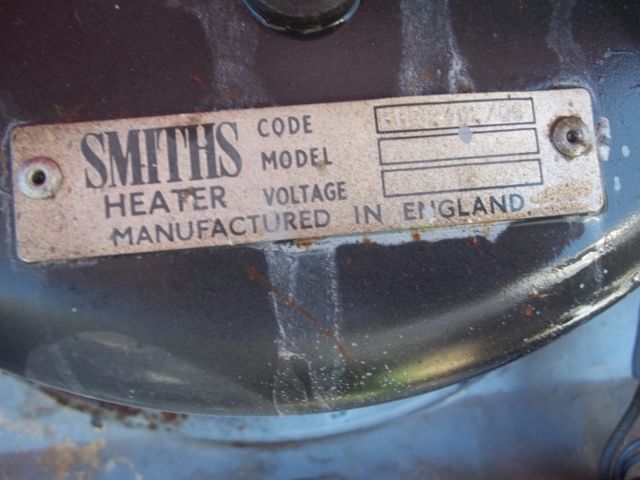 SMITHS CODE
MODEL
HEATER VOLTAGE
MANUFACTURED IN ENGLAND